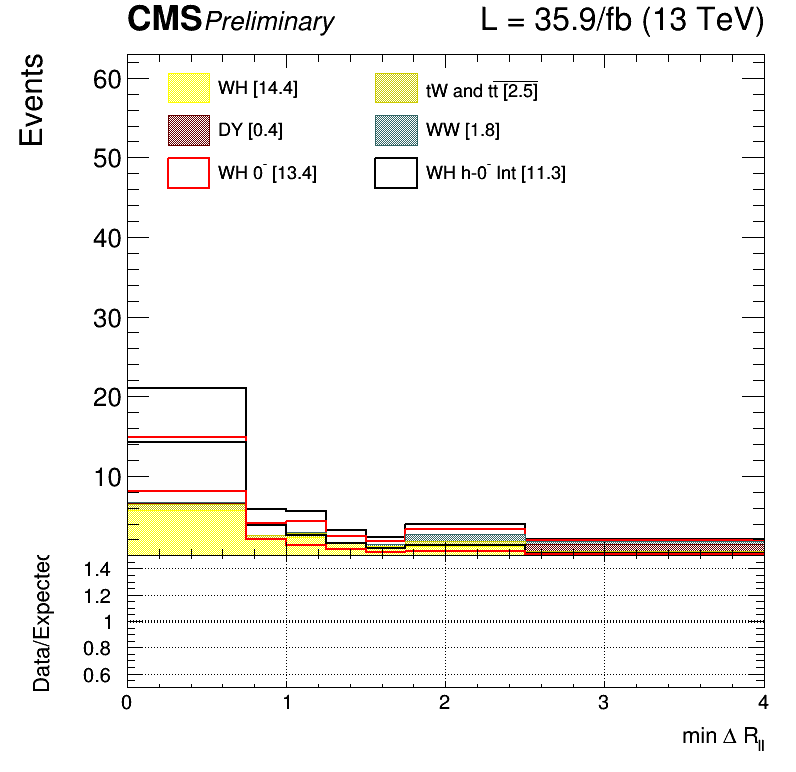 CMS Preliminary L = 35.9/fb (13 TeV)
Events
60
50
40
30
20
10
WH [14.4] tW and tt [2.5]
DY [0.4] WW [1.8]
WH 0⁻ [13.4] WH h-0⁻ Int [11.3]
Data/Expected
1.4
1.2
1
0.8
0.6
0 1 2 3 4
min Δ R_ll